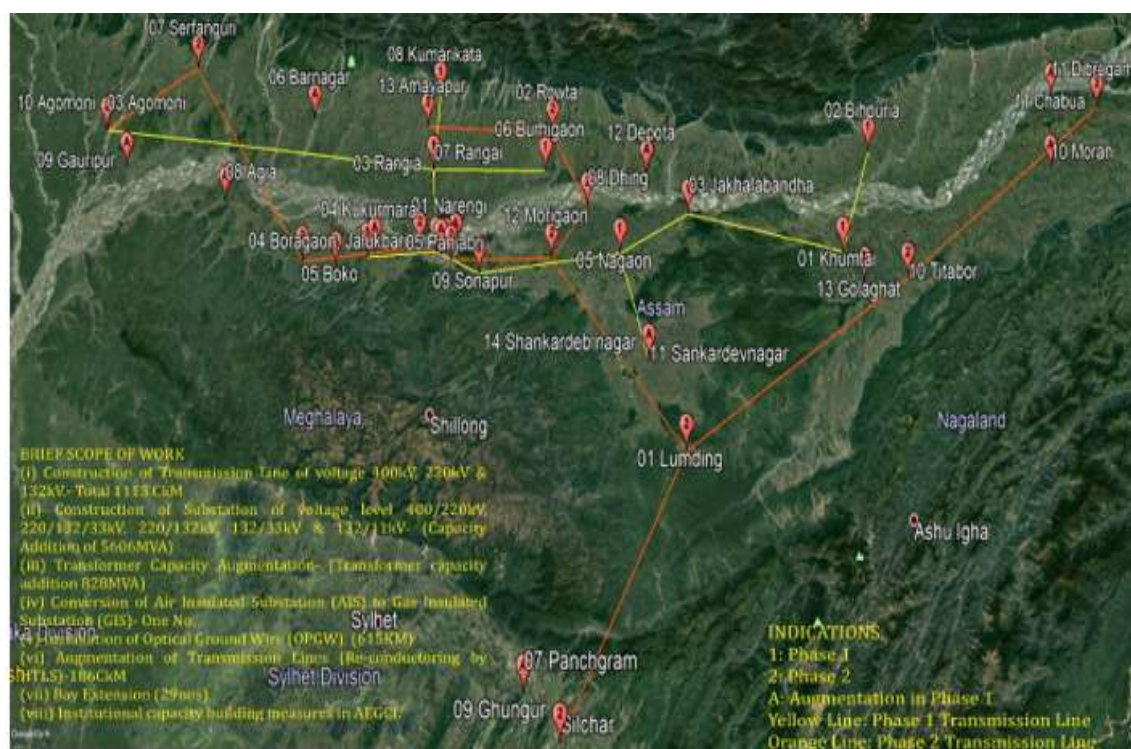 07 Serfanguri
08 Kumarikata
11 Dibregarh
06 Barnagar
13 Amayapur
02 Rowta
10 Agomoni
03 Agomoni
11 Chabua
02 Bihpuria
06 Burhigaon
12 Depota
09 Gauripur
03 Rangia
07 Rangai
10 Moran
08 Agia
08 Dhing
03 Jakhalabandha
04 Kukurmara
01 Narengi
12 Morigaon
04 Boragaon
Jalukbari
05 Panjabri
05 Boko
09 Sonapur
05 Nagaon
01 Khumtai
10 Titabor
13 Golaghat
Assam
14 Shankardeb nagar
11 Sankardevnagar
Meghalaya
Shillong
Nagaland
01 Lumding
Ashu Igha
BRIEF SCOPE OF WORK
(i) Construction of Transmission Line of voltage 400kV, 220kV &
132kV- Total 1113 CkM
(ii) Construction of Substation of voltage level 400/220kV,
220/132/33kV, 220/132kV, 132/33kV & 132/11kV- (Capacity
Addition of 5606MVA)
(iii) Transformer Capacity Augmentation- (Transformer capacity
addition 828MVA)
(iv) Conversion of Air Insulated Substation (AIS) to Gas Insulated
Substation (GIS)- One No.
(v) Installation of Optical Ground Wire (OPGW) (615KM)
(vi) Augmentation of Transmission Lines (Re-conductoring by
HTLS)-186CkM
(vii) Bay Extension (29nos)
(viii) Institutional capacity building measures in AEGCL
Sylhet
Sylhet Division
07 Panchgram
09 Ghungur
Silchar
INDICATIONS
1: Phase 1
2: Phase 2
A: Augmentation in Phase 1
Yellow Line: Phase 1 Transmission Line
Orange Line: Phase 2 Transmission Line